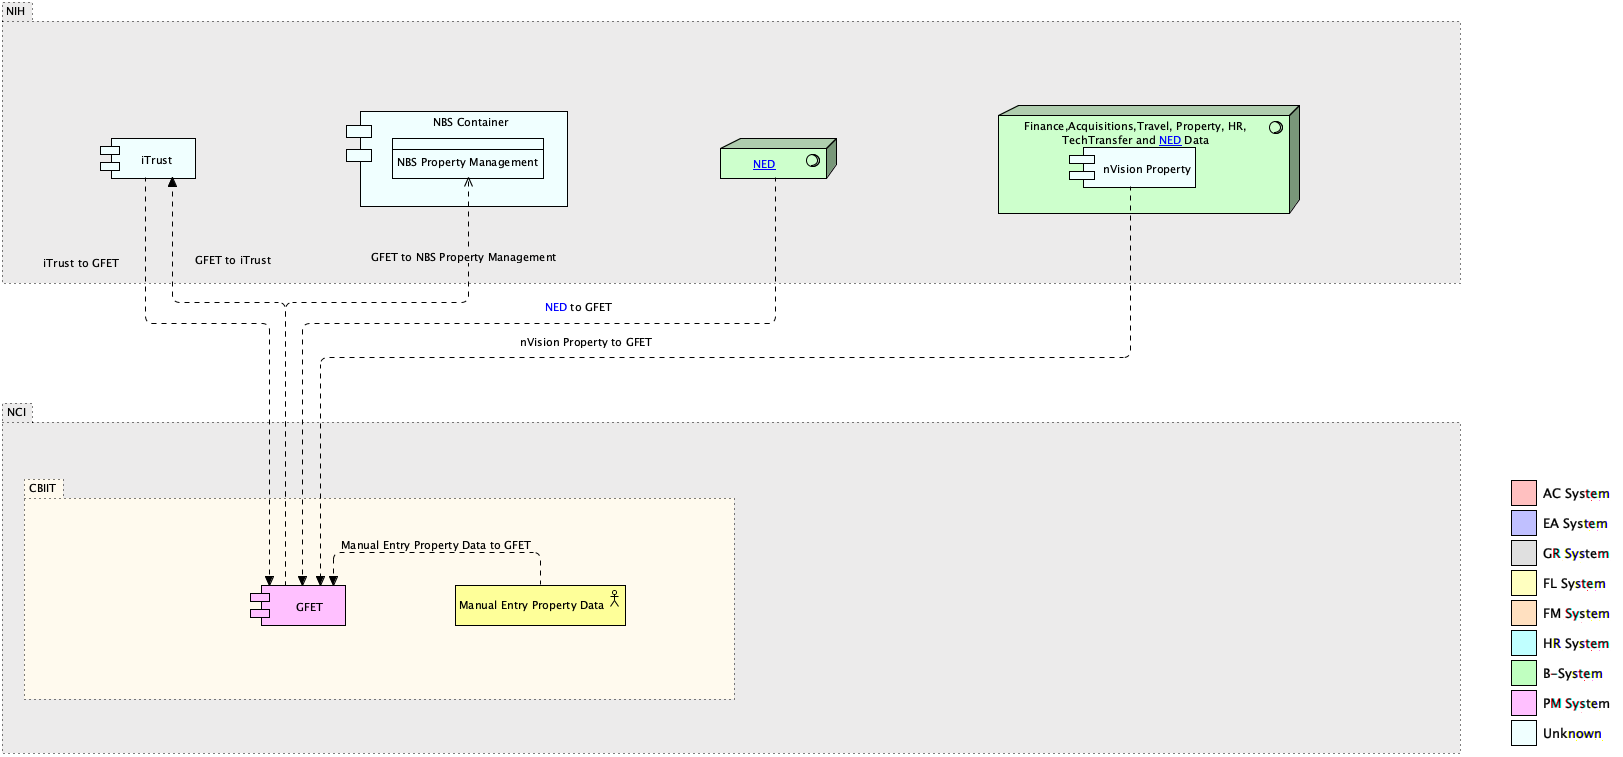 NIH
NBS Container
Finance,Acquisitions,Travel, Property, HR,
TechTransfer and NED Data
iTrust
NBS Property Management
NED
nVision Property
iTrust to GFET
GFET to iTrust
GFET to NBS Property Management
NED to GFET
nVision Property to GFET
NCI
CBIIT
Manual Entry Property Data to GFET
GFET
Manual Entry Property Data
AC System
EA System
GR System
FL System
FM System
HR System
B-System
PM System
Unknown